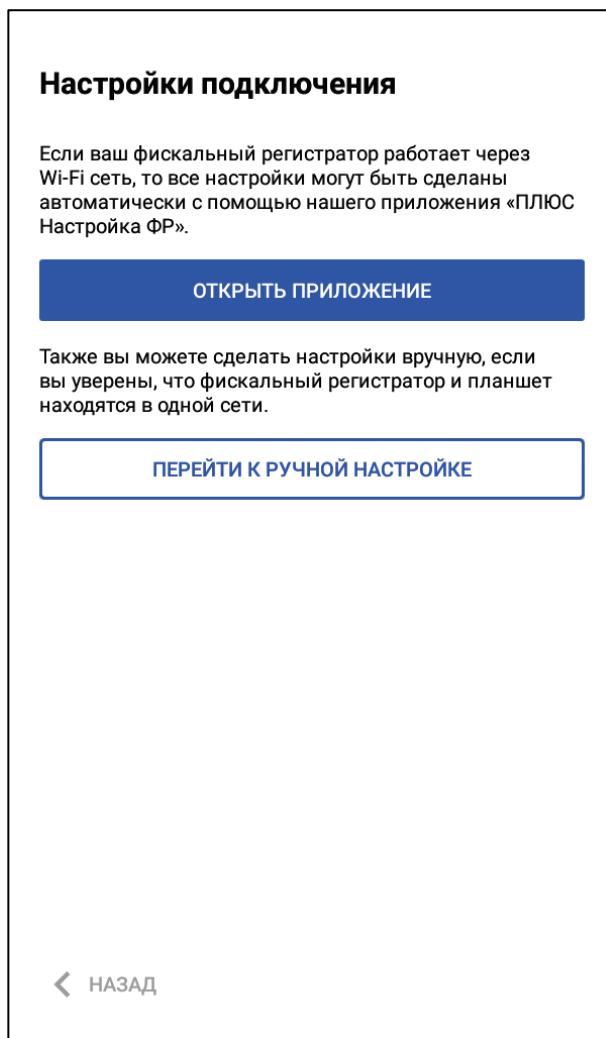 Настройки подключения
Если ваш фискальный регистратор работает через
Wi-Fi сеть, то все настройки могут быть сделаны
автоматически с помощью нашего приложения «ПЛЮС
Настройка ФР».
ОТКРЫТЬ ПРИЛОЖЕНИЕ
Также вы можете сделать настройки вручную, если
вы уверены, что фискальный регистратор и планшет
находятся в одной сети.
ПЕРЕЙТИ К РУЧНОЙ НАСТРОЙКЕ
НАЗАД